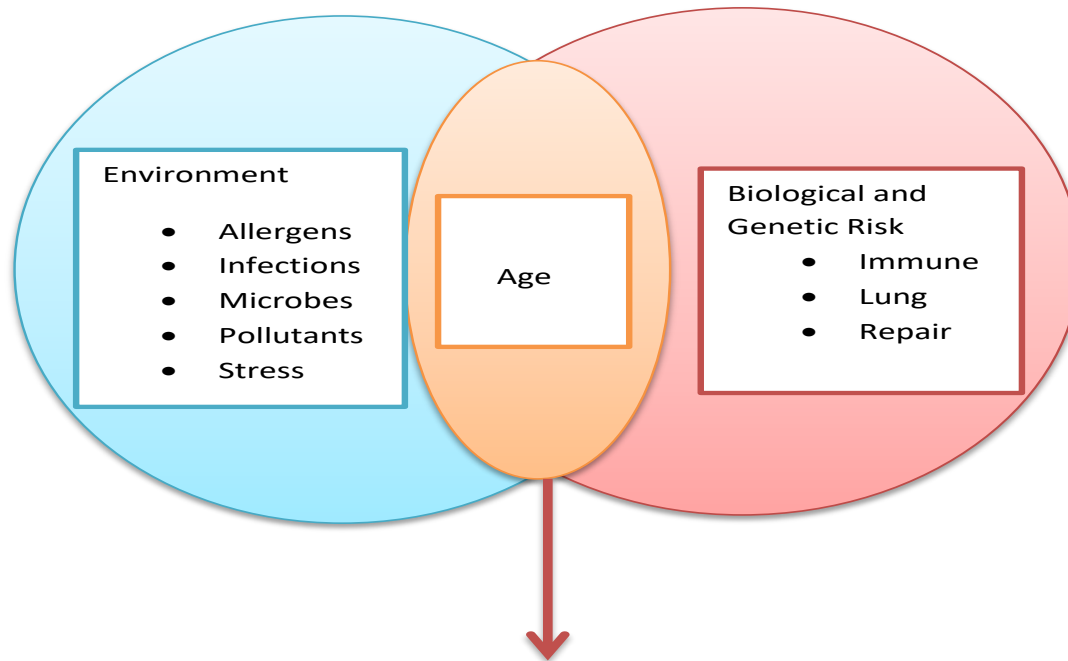 Environment
• Allergens
• Infections
• Microbes
• Pollutants
• Stress
Age
Biological and
Genetic Risk
• Immune
• Lung
• Repair